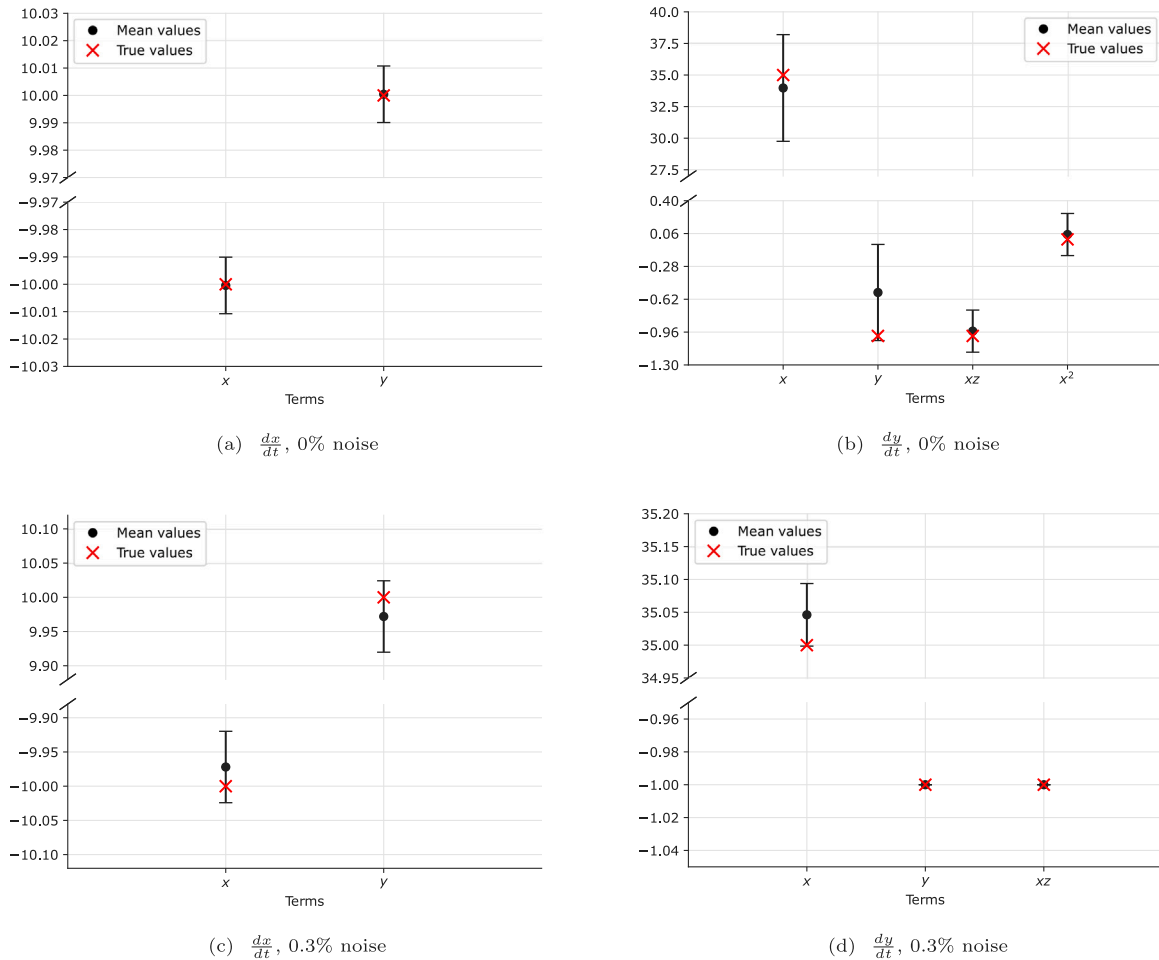 10.03
10.03
10.01
10.00
9.99
9.98
9.97
−9.97
−9.98
−9.99
−10.00
−10.01
−10.02
−10.03
Mean values
True values
x
y
Terms
(a) dx/dt, 0% noise
40.0
37.5
35.0
32.5
30.0
27.5
0.40
0.06
−0.28
−0.62
−0.96
−1.30
Mean values
True values
x
y
xz
x²
Terms
(b) dy/dt, 0% noise
10.10
10.05
10.00
9.95
9.90
−9.90
−9.95
−10.00
−10.05
−10.10
Mean values
True values
x
y
Terms
(c) dx/dt, 0.3% noise
35.20
35.15
35.10
35.05
35.00
34.95
−0.96
−0.98
−1.00
−1.02
−1.04
Mean values
True values
x
y
xz
Terms
(d) dy/dt, 0.3% noise